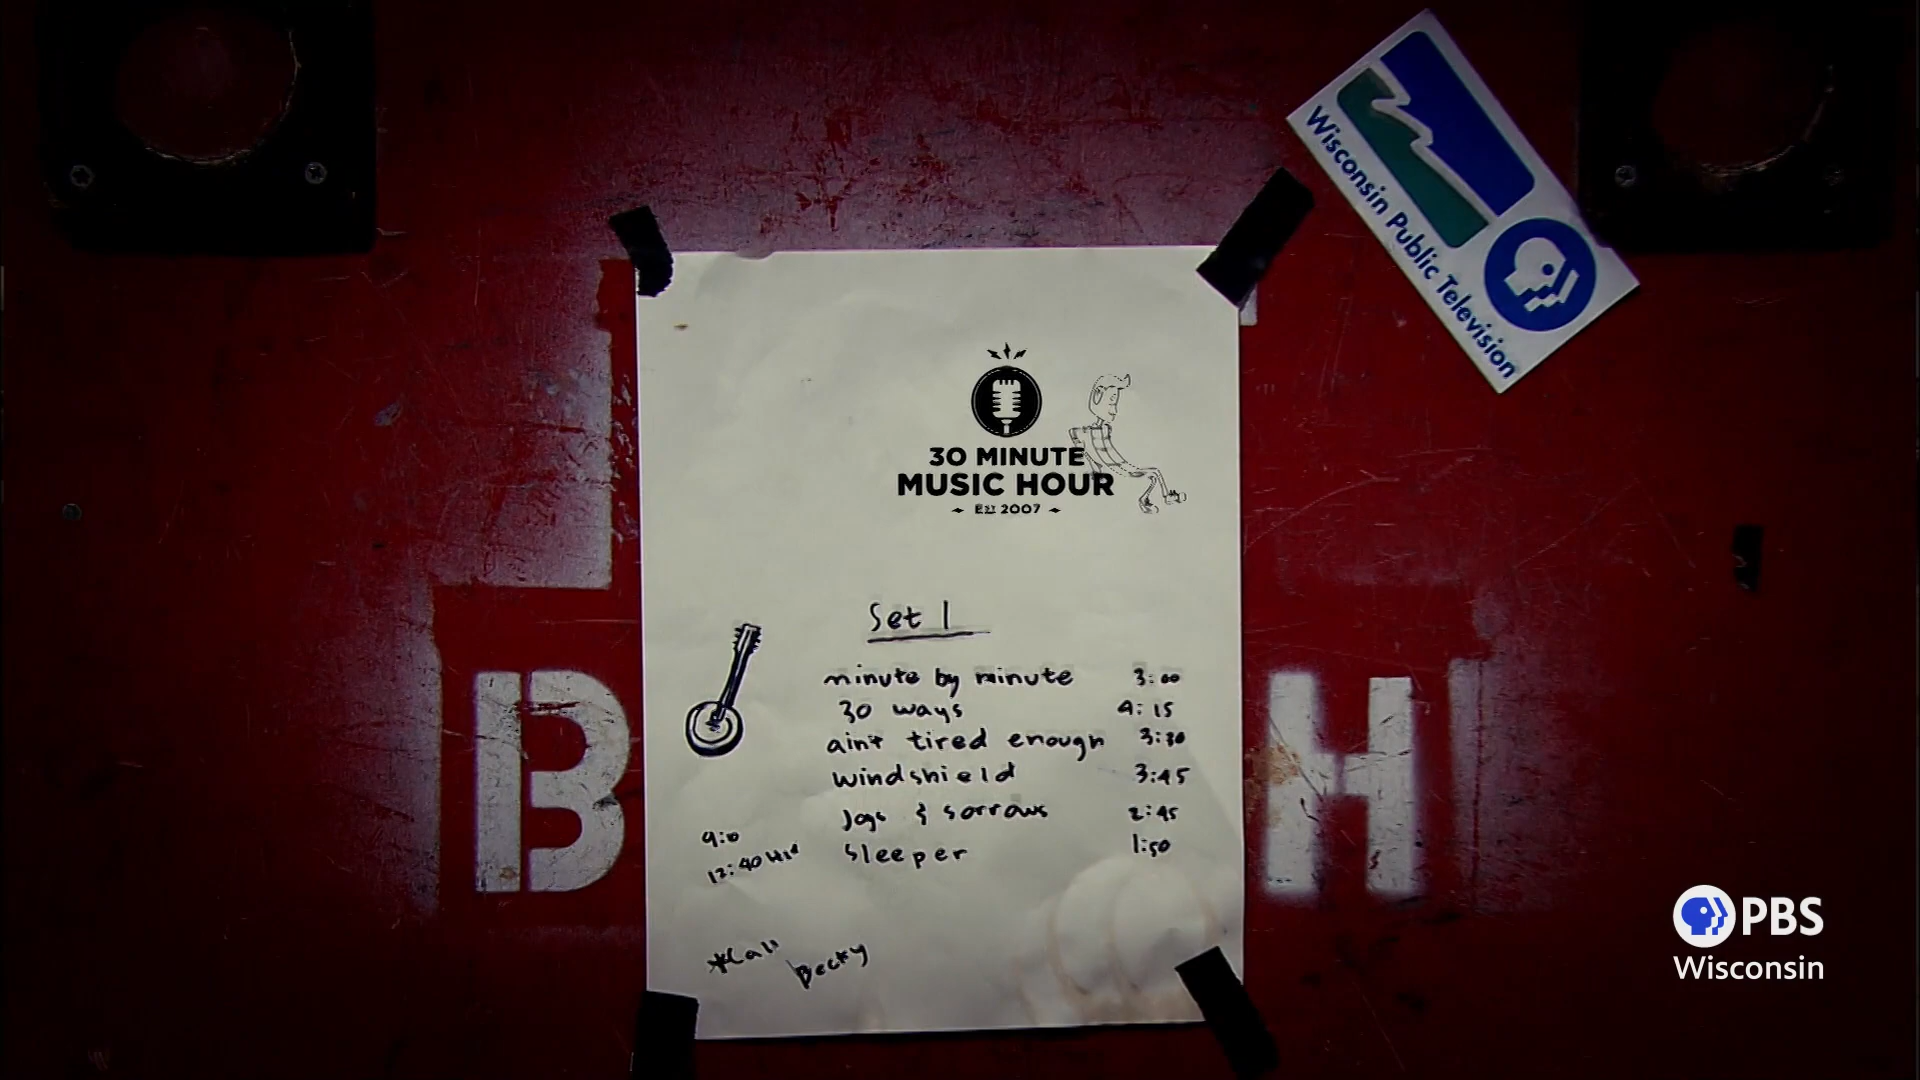 Wisconsin Public Television
30 MINUTE
MUSIC HOUR
EST 2007
Set 1
minute by minute 3:00
30 ways 4:15
ain't tired enough 3:30
windshield 3:45
Joys & sorrows 2:45
Sleeper 1:50
12:40
*Call
Becky
B H
PBS
Wisconsin